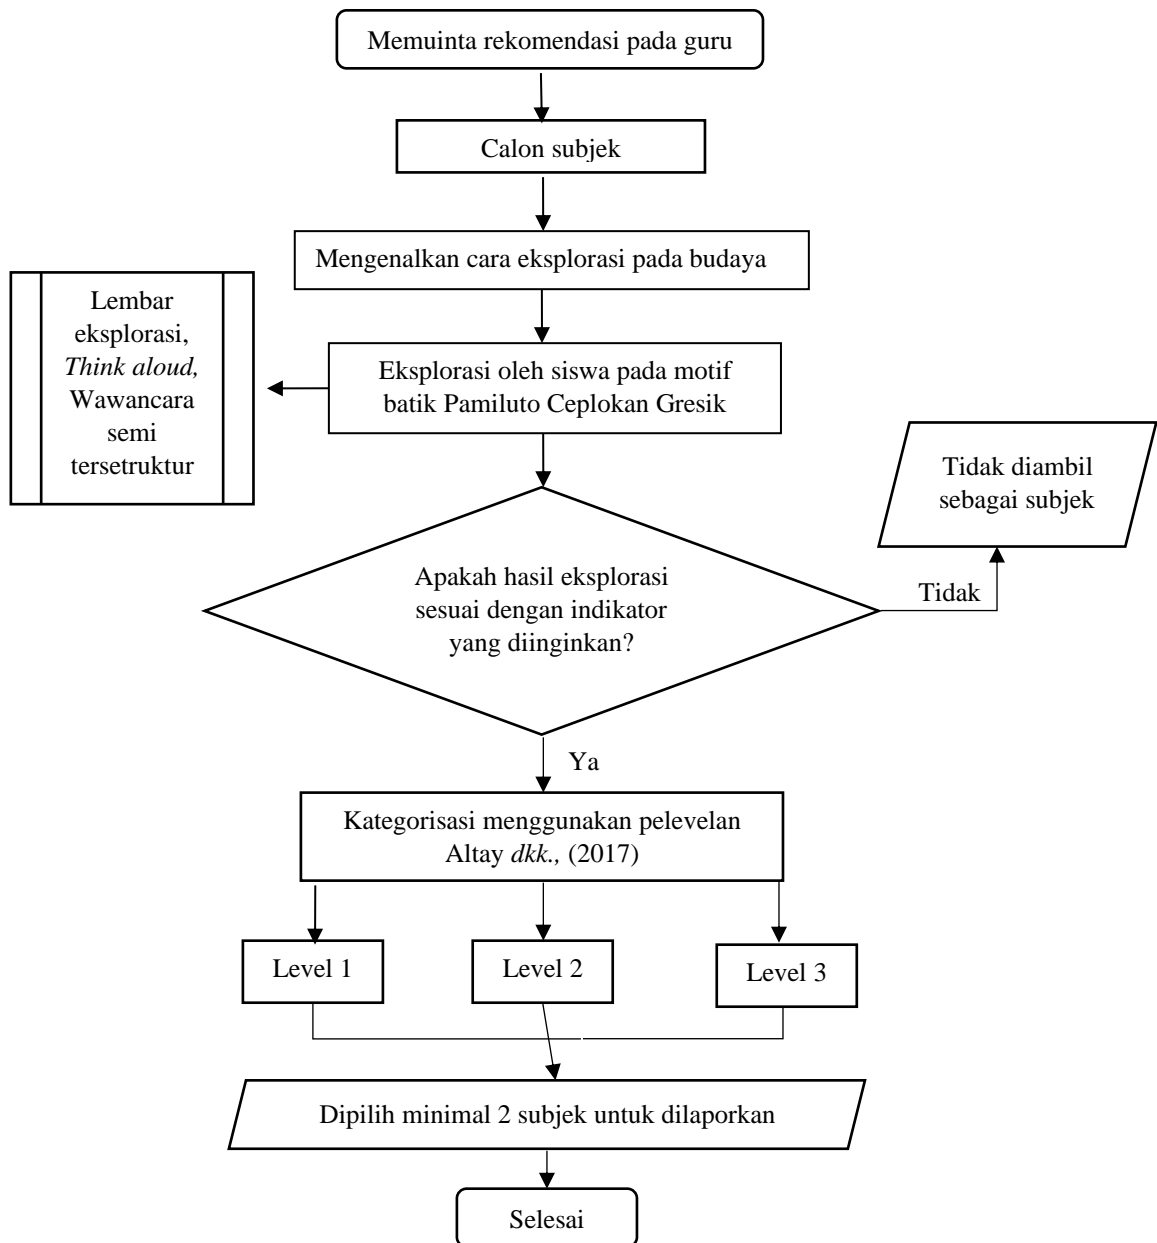 Memuinta rekomendasi pada guru
Calon subjek
Mengenalkan cara eksplorasi pada budaya
Lembar
eksplorasi,
Think aloud,
Wawancara
semi
tersetruktur
Eksplorasi oleh siswa pada motif
batik Pamiluto Ceplokan Gresik
Tidak diambil
sebagai subjek
Apakah hasil eksplorasi
sesuai dengan indikator
yang diinginkan?
Tidak
Ya
Kategorisasi menggunakan pelevelan
Altay dkk., (2017)
Level 1
Level 2
Level 3
Dipilih minimal 2 subjek untuk dilaporkan
Selesai